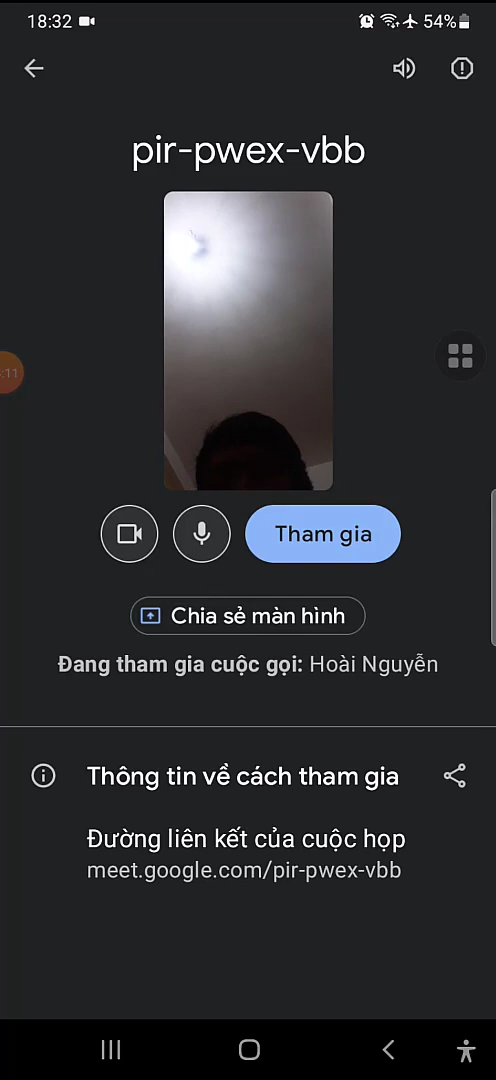 18:32 54%
pir-pwex-vbb
:11
Tham gia
Chia sẻ màn hình
Đang tham gia cuộc gọi: Hoài Nguyễn
Thông tin về cách tham gia
Đường liên kết của cuộc họp
meet.google.com/pir-pwex-vbb